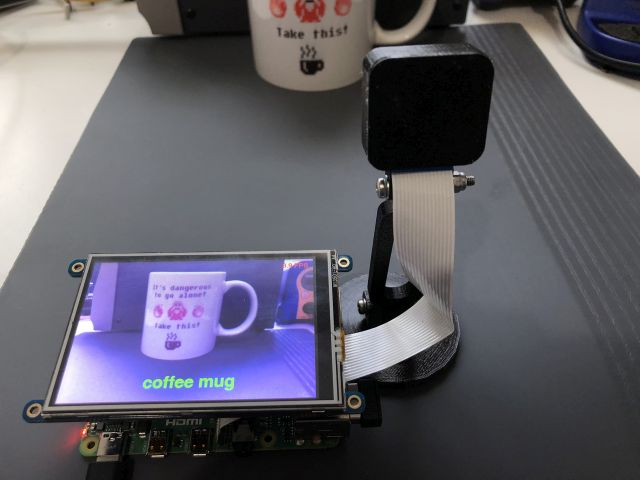 Take this!
It's dangerous
to go alone!
Take this!
coffee mug
HDMI